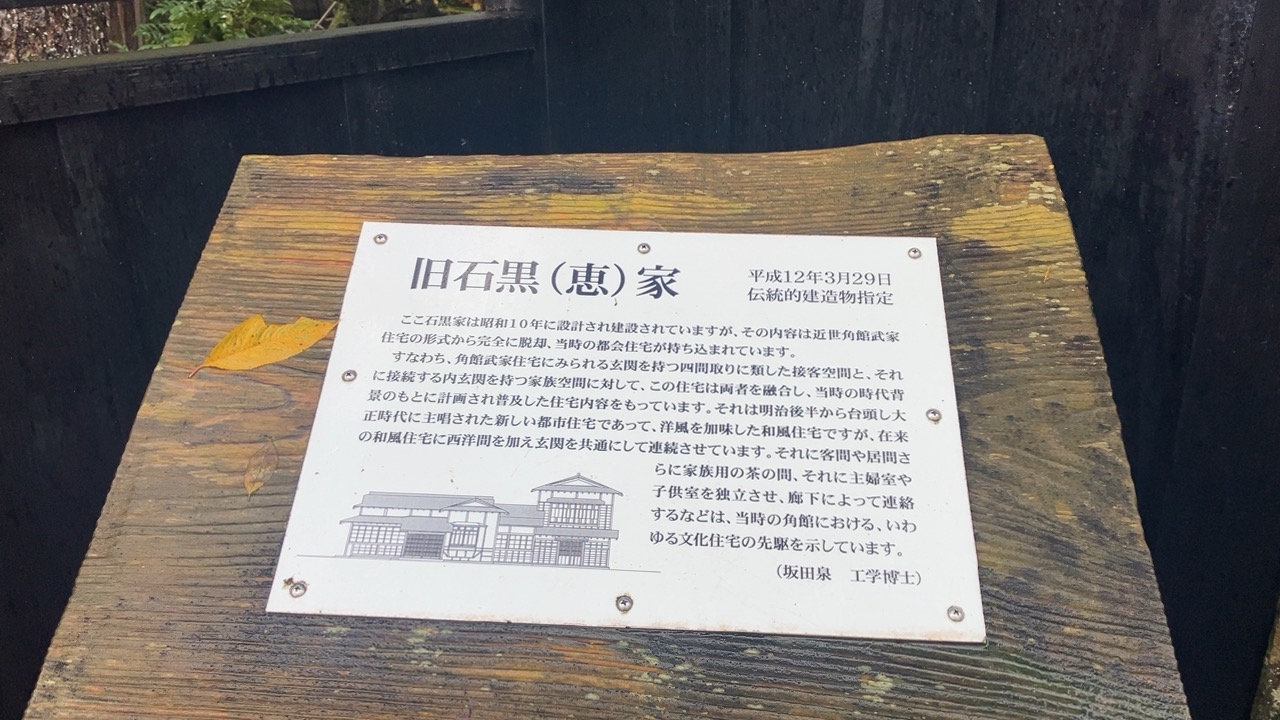 旧石黒(恵)家
平成12年3月29日
伝統的建造物指定
ここ石黒家は昭和10年に設計され建設されていますが、その内容は近世角館武家
住宅の形式から完全に脱却、当時の都会住宅が持ち込まれています。
すなわち、角館武家住宅にみられる玄関を持つ四間取りに類した接客空間と、それ
に接続する内玄関を持つ家族空間に対して、この住宅は両者を融合し、当時の時代背
景のもとに計画され普及した住宅内容をもっています。それは明治後半から台頭し大
正時代に主唱された新しい都市住宅であって、洋風を加味した和風住宅ですが、在来
の和風住宅に西洋間を加え玄関を共通にして連続させています。それに客間や居間さ
らに家族用の茶の間、それに主婦室や
子供室を独立させ、廊下によって連絡
するなどは、当時の角館における、いわ
ゆる文化住宅の先駆を示しています。
(坂田泉 工学博士)